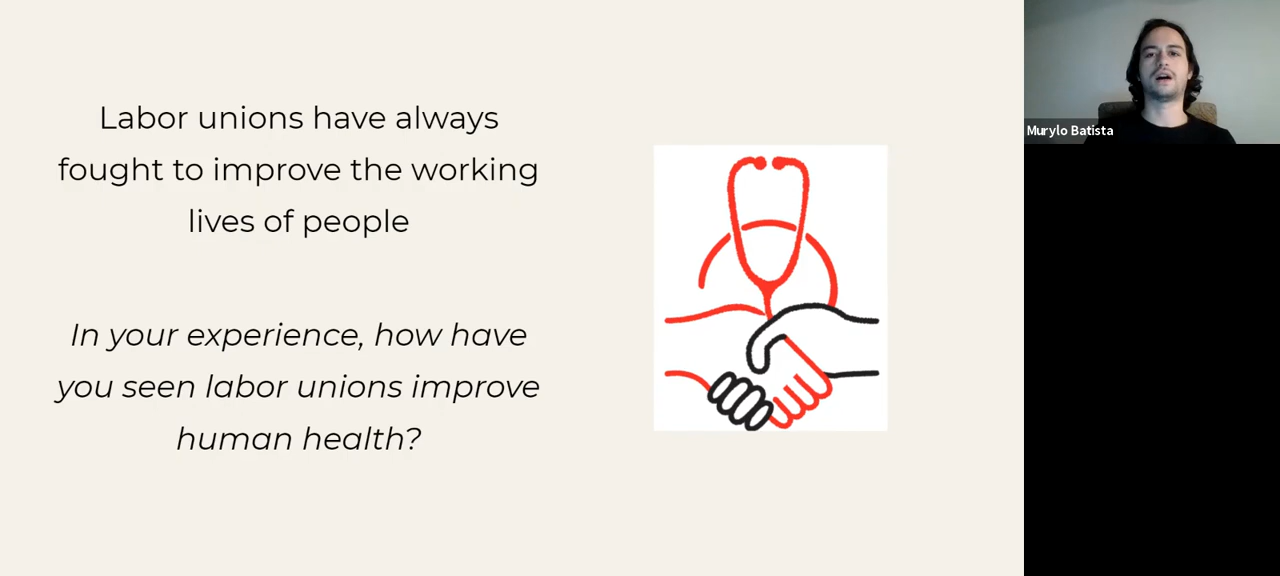 Labor unions have always
fought to improve the working
lives of people
In your experience, how have
you seen labor unions improve
human health?
Murylo Batista